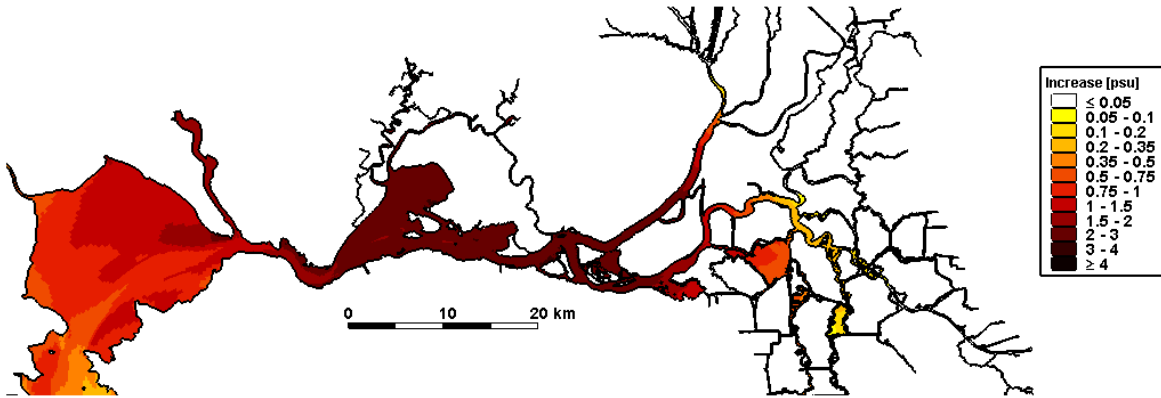 Increase [psu]
≤ 0.05
0.05 - 0.1
0.1 - 0.2
0.2 - 0.35
0.35 - 0.5
0.5 - 0.75
0.75 - 1
1 - 1.5
1.5 - 2
2 - 3
3 - 4
≥ 4
0 10 20 km